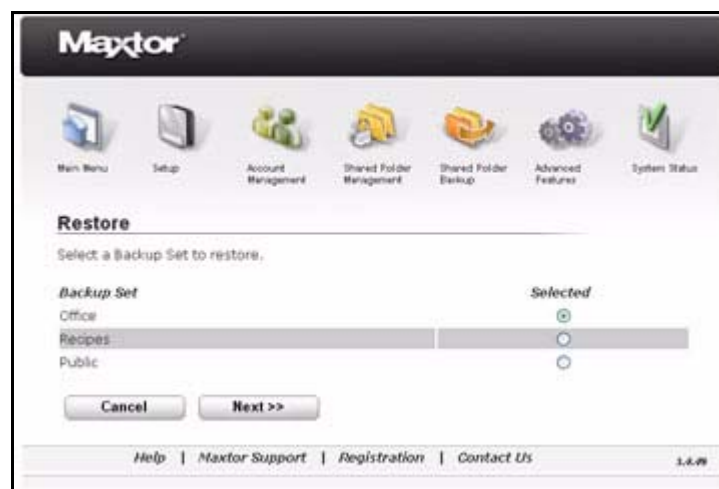 Maxtor
Main Menu
Setup
Account Management
Shared Folder Management
Shared Folder Backup
Advanced Features
System Status
Restore
Select a Backup Set to restore.
Backup Set Selected
Office
Recipes
Public
Cancel Next >>
Help | Maxtor Support | Registration | Contact Us